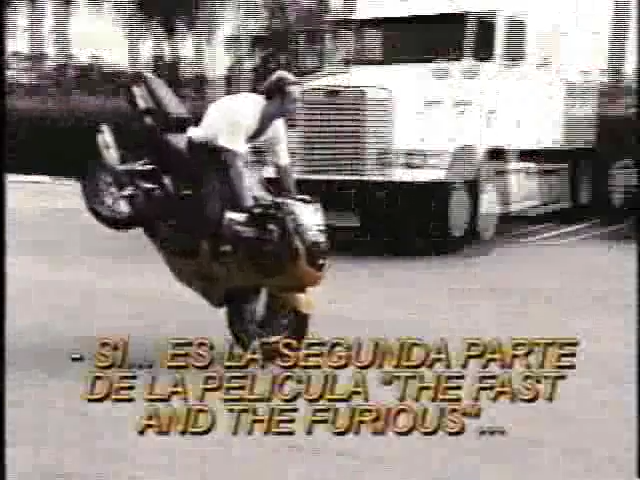 - SI... ES LA SEGUNDA PARTE
DE LA PELICULA "THE FAST
AND THE FURIOUS"...